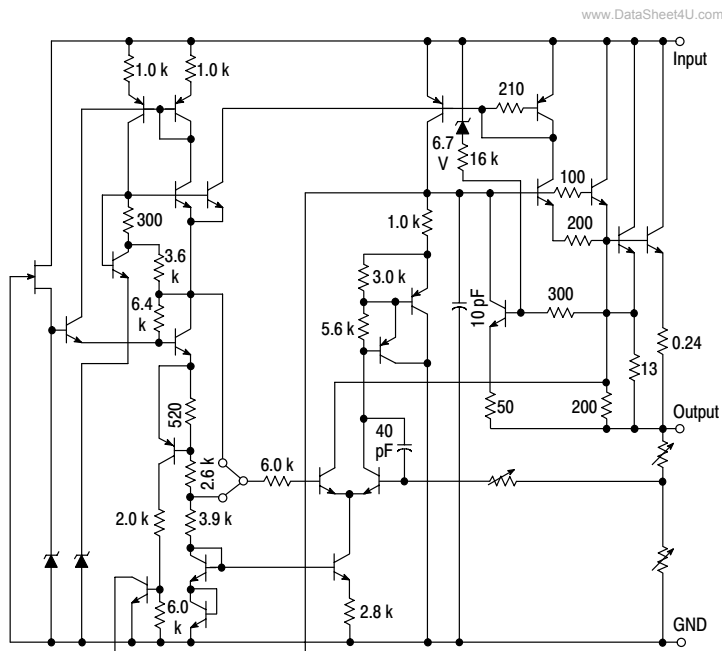 www.DataSheet4U.com
Input
1.0 k
1.0 k
210
6.7
V
16 k
100
300
1.0 k
200
3.6
k
3.0 k
6.4
k
10 pF
300
5.6 k
0.24
13
520
50
200
Output
40
pF
2.6 k
6.0 k
2.0 k
3.9 k
6.0
k
2.8 k
GND